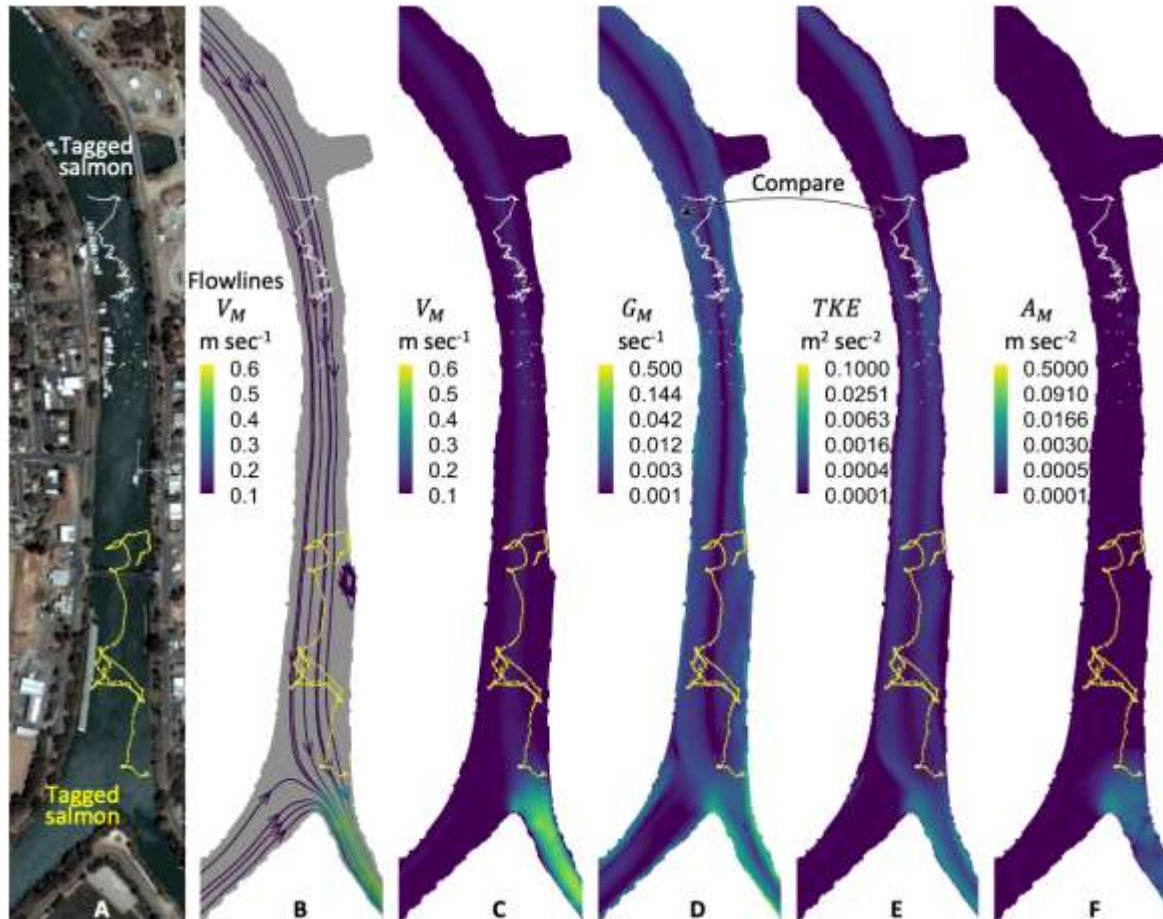 Tagged
salmon
Compare
Flowlines
V_M
m sec⁻¹
0.6
0.5
0.4
0.3
0.2
0.1
V_M
m sec⁻¹
0.6
0.5
0.4
0.3
0.2
0.1
G_M
sec⁻¹
0.500
0.144
0.042
0.012
0.003
0.001
TKE
m² sec⁻²
0.1000
0.0251
0.0063
0.0016
0.0004
0.0001
A_M
m sec⁻²
0.5000
0.0910
0.0166
0.0030
0.0005
0.0001
Tagged
salmon
A
B
C
D
E
F